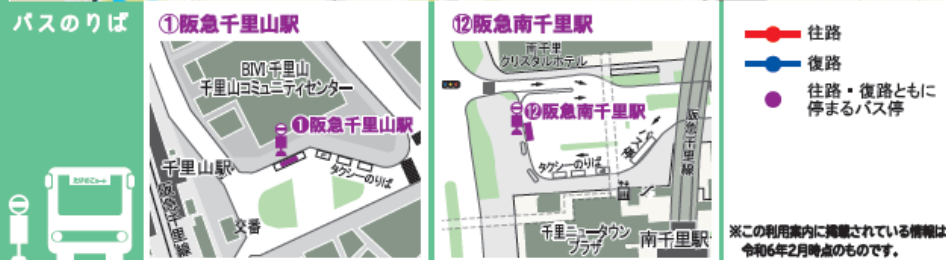 バスのりば
①阪急千里山駅
BiVi千里山
千里山コミュニティセンター
❶阪急千里山駅
千里山駅
タクシーのりば
交番
⑫阪急南千里駅
南千里
クリスタルホテル
⑫阪急南千里駅
阪急千里線
バス乗
タクシーのりば
千里ニュータウン
プラザ
南千里駅
往路
復路
往路・復路ともに
停まるバス停
※この利用案内に掲載されている情報は
令和6年2月時点のものです。